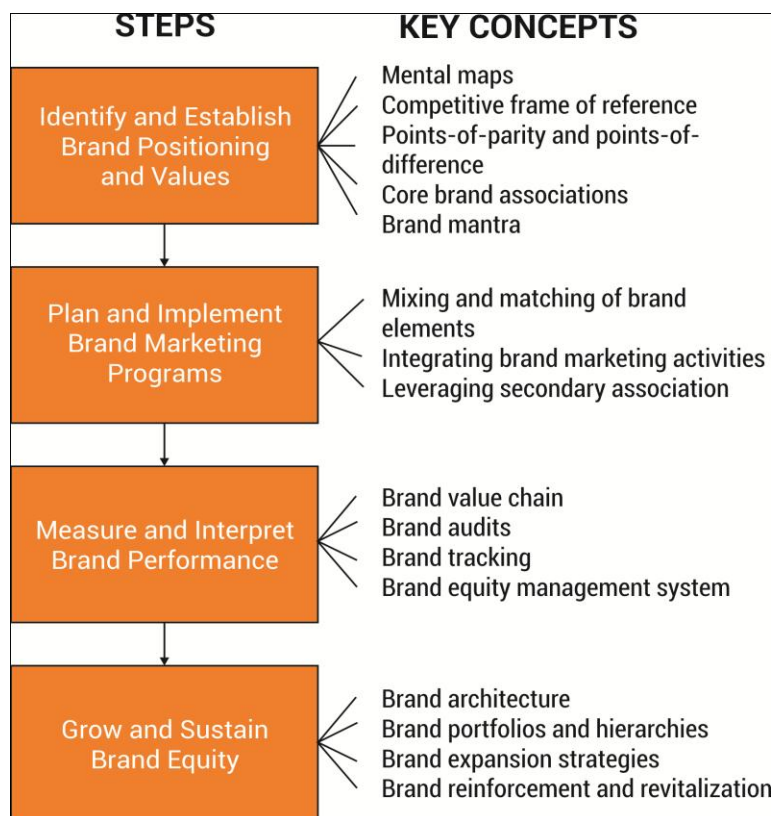 STEPS
KEY CONCEPTS
Identify and Establish
Brand Positioning
and Values
Mental maps
Competitive frame of reference
Points-of-parity and points-of-
difference
Core brand associations
Brand mantra
Plan and Implement
Brand Marketing
Programs
Mixing and matching of brand
elements
Integrating brand marketing activities
Leveraging secondary association
Measure and Interpret
Brand Performance
Brand value chain
Brand audits
Brand tracking
Brand equity management system
Grow and Sustain
Brand Equity
Brand architecture
Brand portfolios and hierarchies
Brand expansion strategies
Brand reinforcement and revitalization